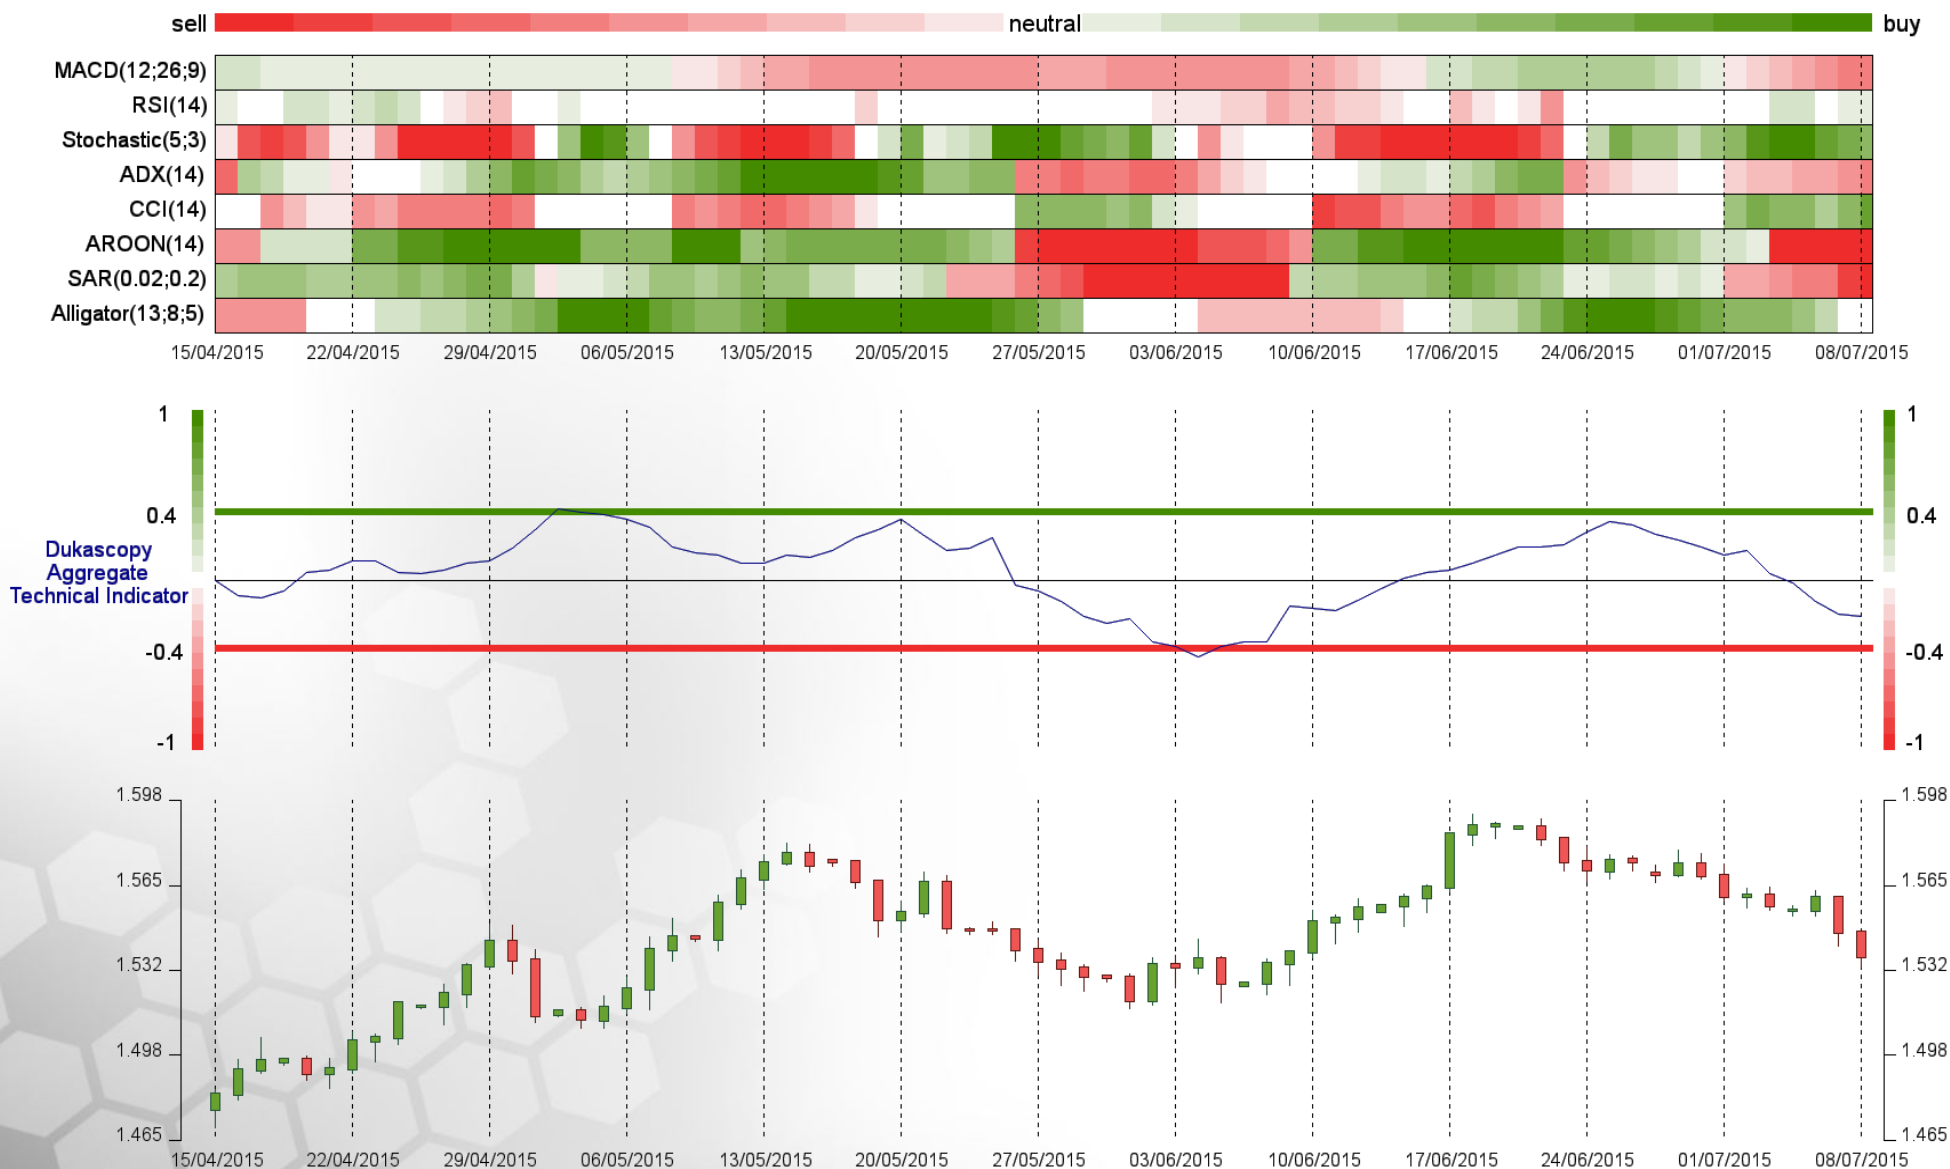 sell neutral buy
MACD(12;26;9)
RSI(14)
Stochastic(5;3)
ADX(14)
CCI(14)
AROON(14)
SAR(0.02;0.2)
Alligator(13;8;5)
15/04/2015 22/04/2015 29/04/2015 06/05/2015 13/05/2015 20/05/2015 27/05/2015 03/06/2015 10/06/2015 17/06/2015 24/06/2015 01/07/2015 08/07/2015
1 1
0.4 0.4
Dukascopy
Aggregate
Technical Indicator
-0.4 -0.4
-1 -1
1.598 1.598
1.565 1.565
1.532 1.532
1.498 1.498
1.465 1.465
15/04/2015 22/04/2015 29/04/2015 06/05/2015 13/05/2015 20/05/2015 27/05/2015 03/06/2015 10/06/2015 17/06/2015 24/06/2015 01/07/2015 08/07/2015